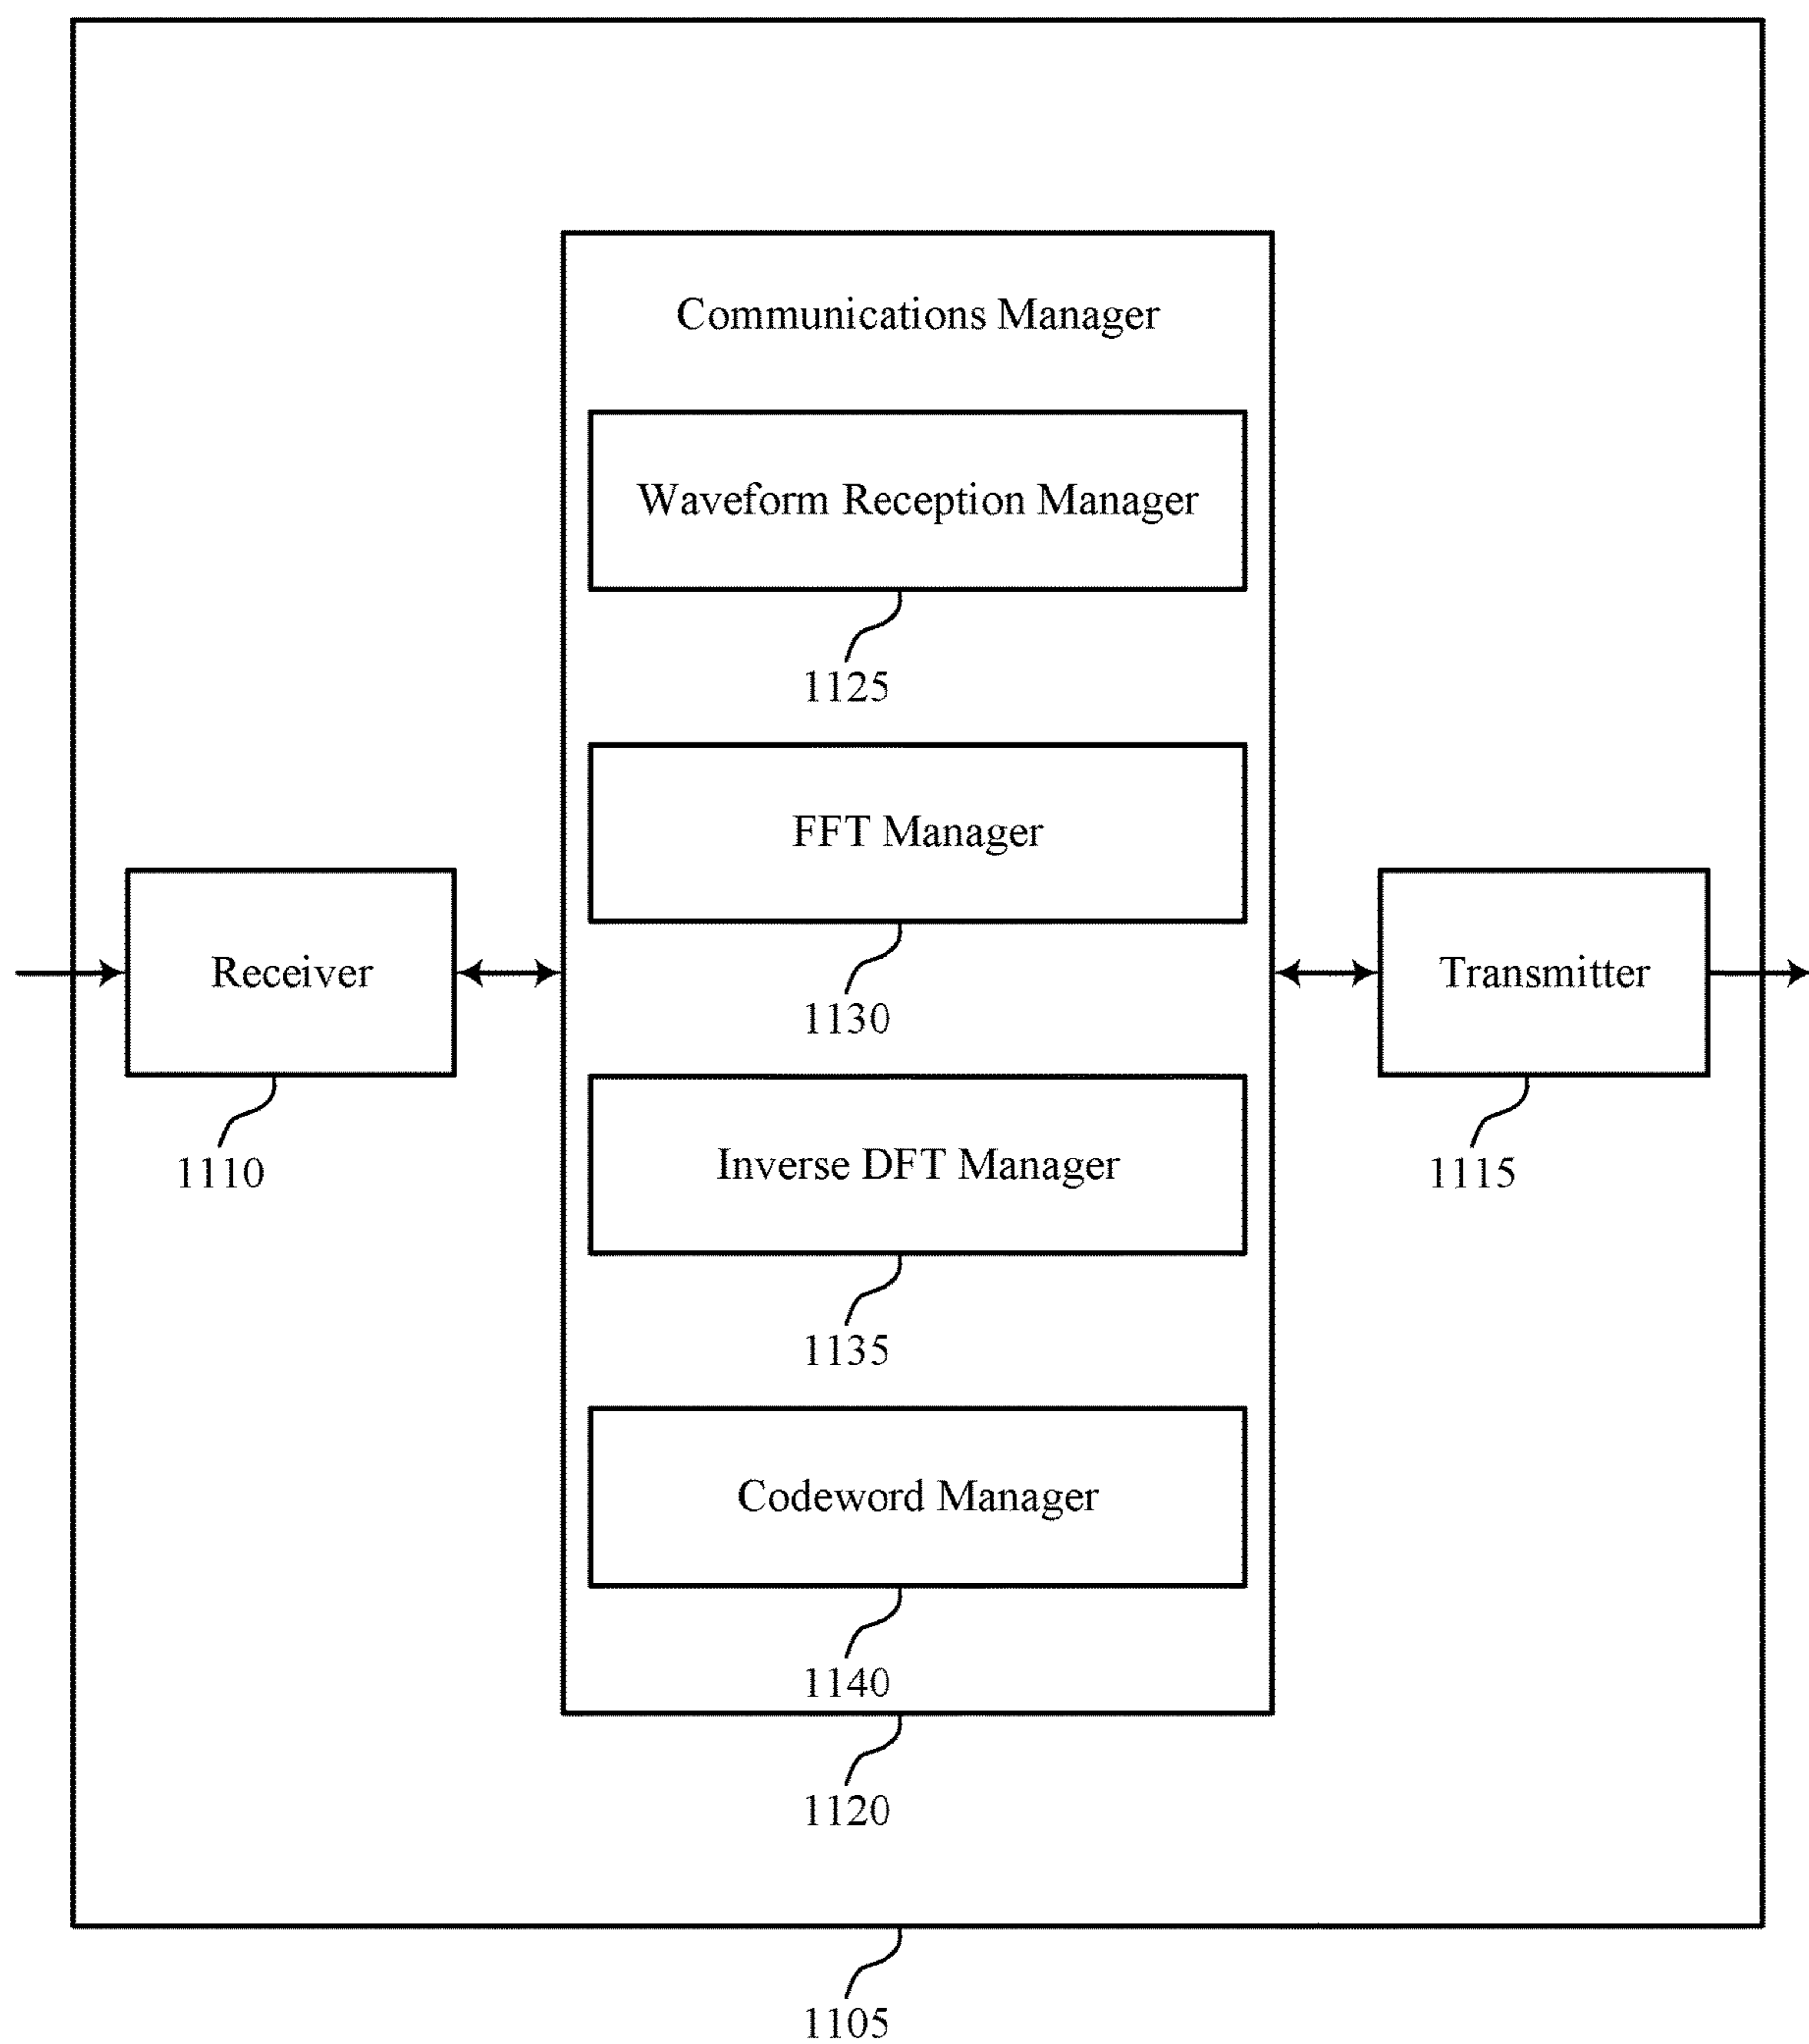 Communications Manager
Waveform Reception Manager
1125
FFT Manager
1130
Receiver
1110
Transmitter
1115
Inverse DFT Manager
1135
Codeword Manager
1140
1120
1105